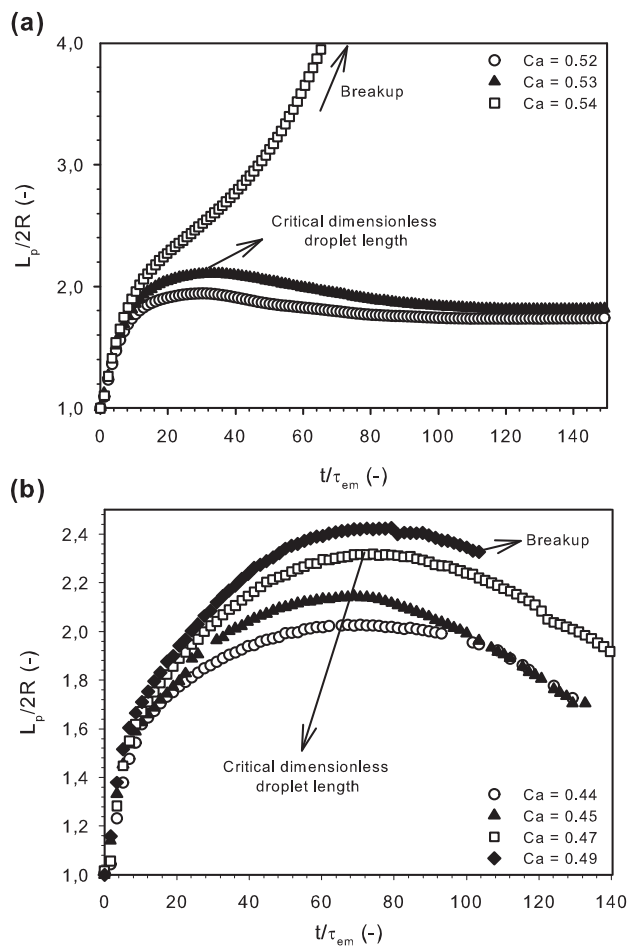 (a)
4,0
3,0
2,0
1,0
L_p/2R (-)
Ca = 0.52
Ca = 0.53
Ca = 0.54
Breakup
Critical dimensionless
droplet length
0 20 40 60 80 100 120 140
t/τ_em (-)
(b)
2,4
2,2
2,0
1,8
1,6
1,4
1,2
1,0
L_p/2R (-)
Breakup
Critical dimensionless
droplet length
Ca = 0.44
Ca = 0.45
Ca = 0.47
Ca = 0.49
0 20 40 60 80 100 120 140
t/τ_em (-)